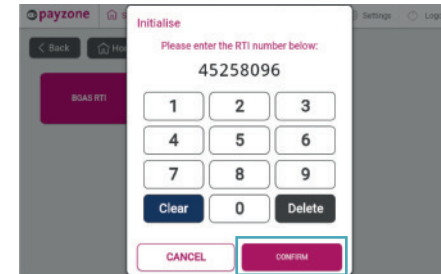 payzone
Initialise
Settings
Back
Please enter the RTI number below:
45258096
BGAS RTI
1 2 3
4 5 6
7 8 9
Clear 0 Delete
CANCEL CONFIRM